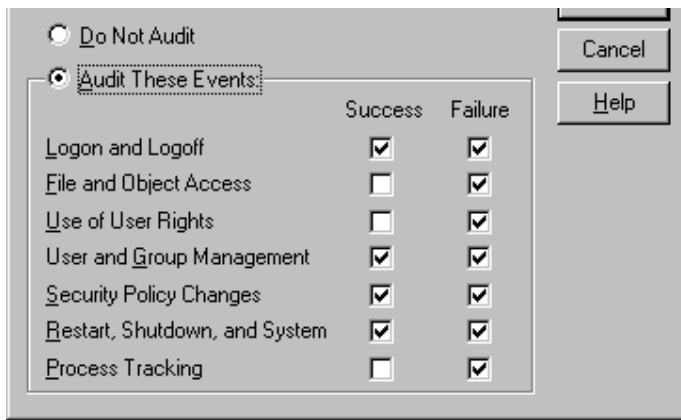 Do Not Audit
Cancel
Audit These Events:
Help
Success Failure
Logon and Logoff
File and Object Access
Use of User Rights
User and Group Management
Security Policy Changes
Restart, Shutdown, and System
Process Tracking